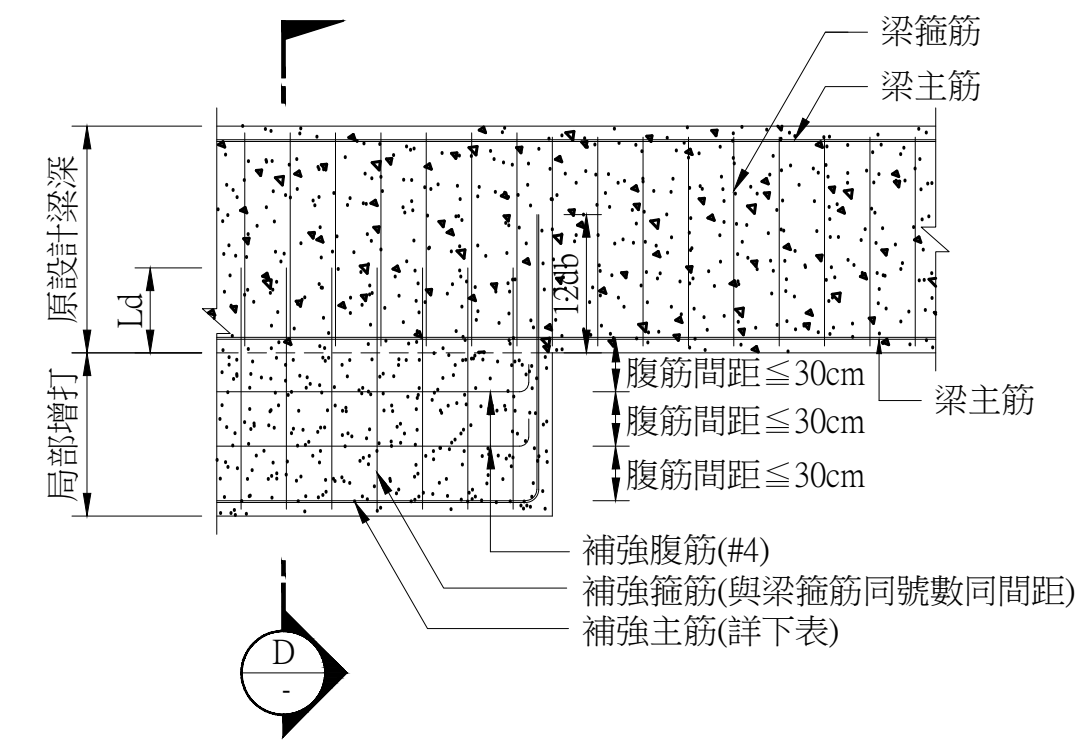 梁箍筋
梁主筋
原設計梁深
Ld
12db
腹筋間距≦30cm
腹筋間距≦30cm
腹筋間距≦30cm
梁主筋
局部增打
補強腹筋(#4)
補強箍筋(與梁箍筋同號數同間距)
補強主筋(詳下表)
D
-